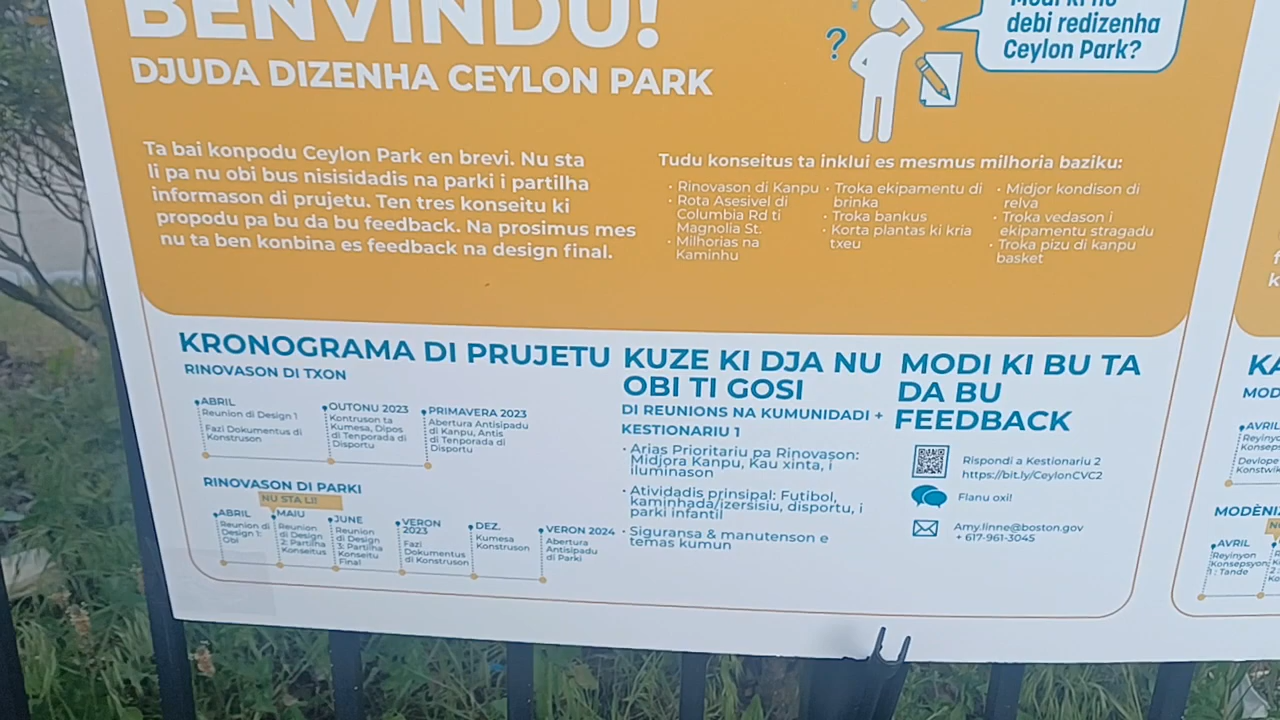 BENVINDU!
DJUDA DIZENHA CEYLON PARK
?
Modi ki nu
debi redizenha
Ceylon Park?
Ta bai konpodu Ceylon Park en brevi. Nu sta
li pa nu obi bus nisisidadis na parki i partilha
informason di prujetu. Ten tres konseitu ki
propodu pa bu da bu feedback. Na prosimus mes
nu ta ben konbina es feedback na design final.
Tudu konseitus ta inklui es mesmus milhoria baziku:
· Rinovason di Kanpu
· Rota Asesivel di
Columbia Rd ti
Magnolia St.
· Milhorias na
Kaminhu
· Troka ekipamentu di
brinka
· Troka bankus
· Korta plantas ki kria
txeu
· Midjor kondison di
relva
· Troka vedason i
ekipamentu stragadu
· Troka pizu di kanpu
basket
KRONOGRAMA DI PRUJETU
RINOVASON DI TXON
ABRIL
Reunion di Design 1
Fazi Dokumentus di
Konstruson
OUTONU 2023
Kontruson ta
Kumesa, Dipos
di Tenporada di
Disportu
PRIMAVERA 2023
Abertura Antisipadu
di Kanpu, Antis
di Tenporada di
Disportu
RINOVASON DI PARKI
NU STA LI!
ABRIL
Reunion di
Design 1:
Obi
MAIU
Reunion
di Design
2: Partilha
Konseitus
JUNE
Reunion
di Design
3: Partilha
Konseitu
Final
VERON
2023
Fazi
Dokumentus
di Konstruson
DEZ.
Kumesa
Konstruson
VERON 2024
Abertura
Antisipadu
di Parki
KUZE KI DJA NU
OBI TI GOSI
DI REUNIONS NA KUMUNIDADI +
KESTIONARIU 1
· Arias Prioritariu pa Rinovason:
Midjora Kanpu, Kau xinta, i
iluminason
· Atividadis prinsipal: Futibol,
kaminhada/izersisiu, disportu, i
parki infantil
· Siguransa & manutenson e
temas kumun
MODI KI BU TA
DA BU
FEEDBACK
Rispondi a Kestionariu 2
https://bit.ly/CeylonCVC2
Flanu oxi!
Amy.linne@boston.gov
+ 617-961-3045
AVRIL
MODÈNI
AVRIL
Reyinyon
Konsepsyon
1 : Tande